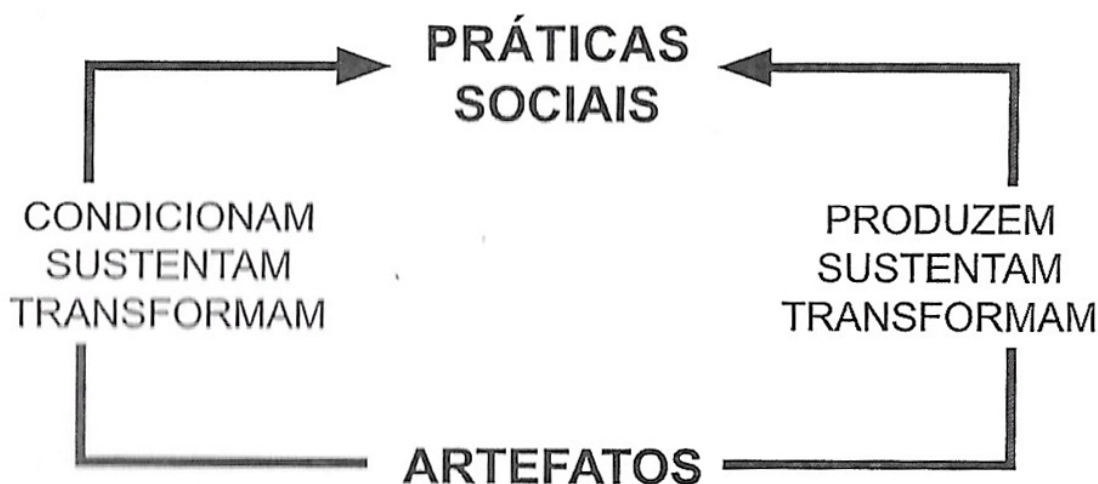 PRÁTICAS
SOCIAIS
CONDICIONAM
SUSTENTAM
TRANSFORMAM
PRODUZEM
SUSTENTAM
TRANSFORMAM
ARTEFATOS